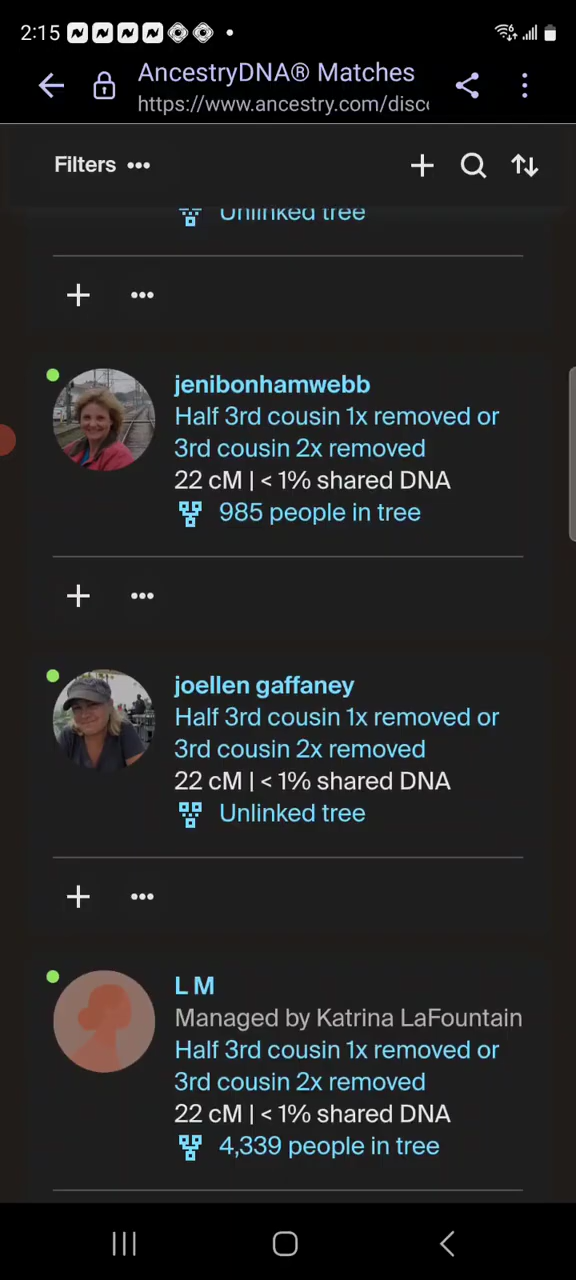 2:15
AncestryDNA® Matches
https://www.ancestry.com/disc
Filters •••
Unlinked tree
jenibonhamwebb
Half 3rd cousin 1x removed or
3rd cousin 2x removed
22 cM | < 1% shared DNA
985 people in tree
joellen gaffaney
Half 3rd cousin 1x removed or
3rd cousin 2x removed
22 cM | < 1% shared DNA
Unlinked tree
L M
Managed by Katrina LaFountain
Half 3rd cousin 1x removed or
3rd cousin 2x removed
22 cM | < 1% shared DNA
4,339 people in tree